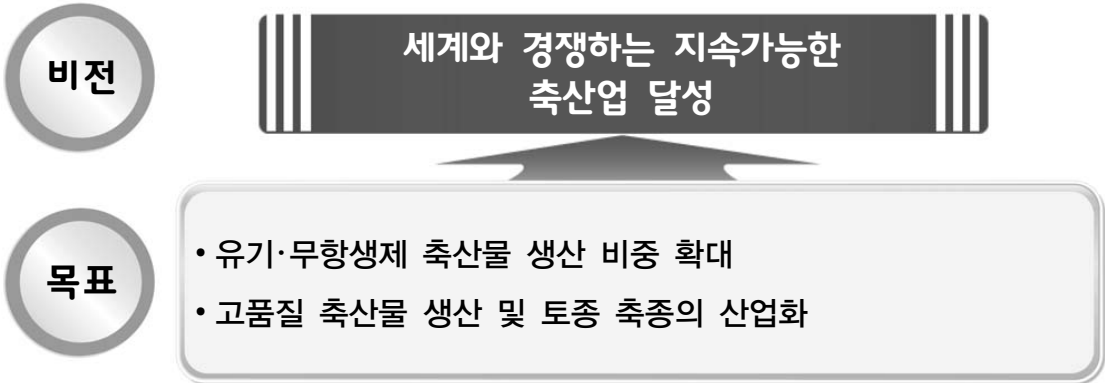 비전
세계와 경쟁하는 지속가능한
축산업 달성
목표
• 유기·무항생제 축산물 생산 비중 확대
• 고품질 축산물 생산 및 토종 축종의 산업화